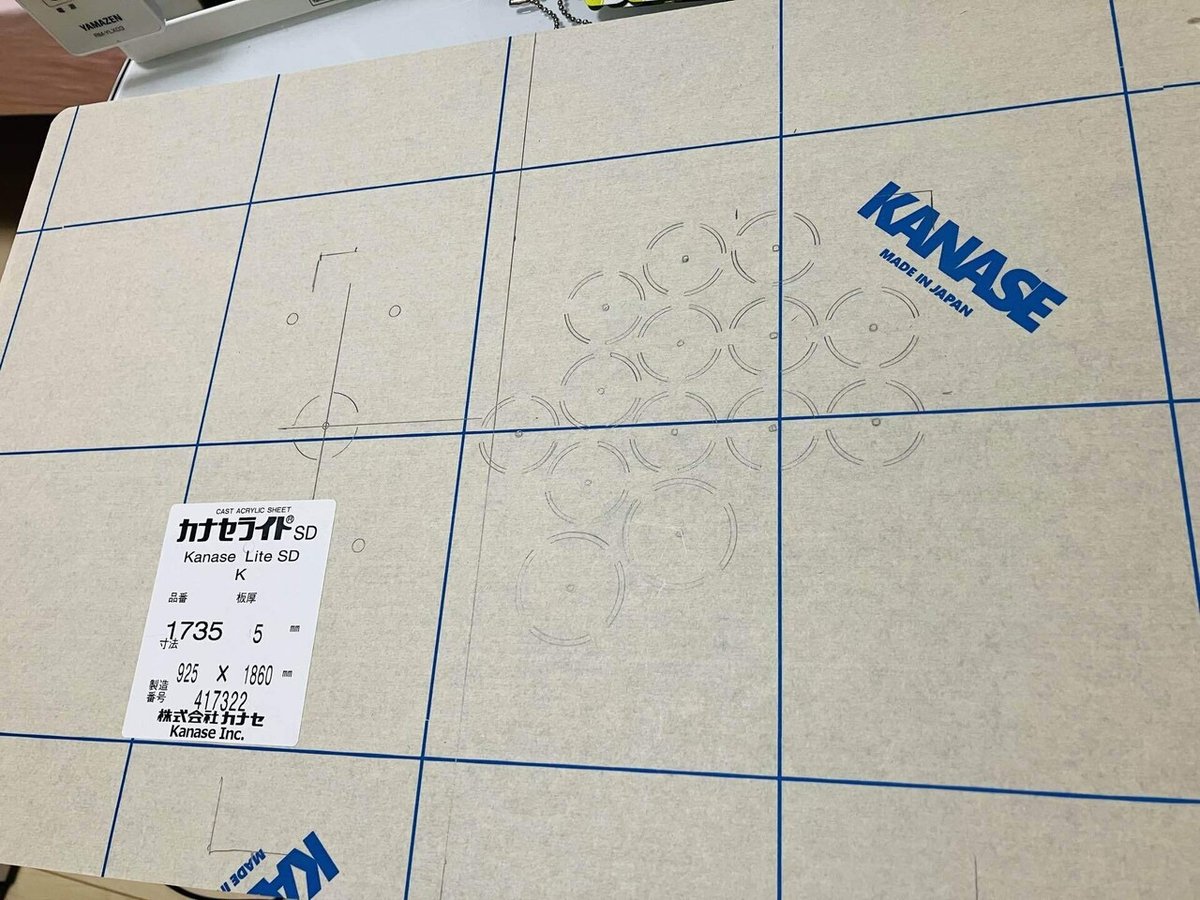 YAMAZEN
KANASE
MADE IN JAPAN
CAST ACRYLIC SHEET
カナセライト® SD
Kanase Lite SD
K
品番 板厚
1735 5 mm
寸法
925 X 1860 mm
製造
番号 417322
株式会社カナセ
Kanase Inc.
KA
MADE I